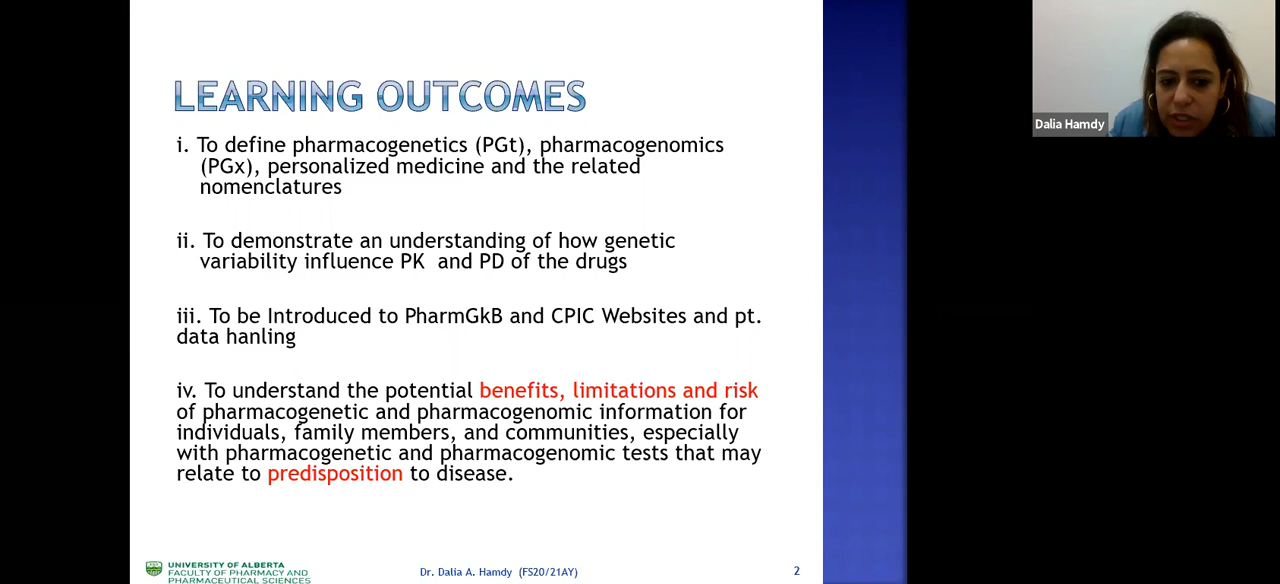 LEARNING OUTCOMES
i. To define pharmacogenetics (PGt), pharmacogenomics
(PGx), personalized medicine and the related
nomenclatures
ii. To demonstrate an understanding of how genetic
variability influence PK and PD of the drugs
iii. To be Introduced to PharmGkB and CPIC Websites and pt.
data hanling
iv. To understand the potential benefits, limitations and risk
of pharmacogenetic and pharmacogenomic information for
individuals, family members, and communities, especially
with pharmacogenetic and pharmacogenomic tests that may
relate to predisposition to disease.
UNIVERSITY OF ALBERTA
FACULTY OF PHARMACY AND
PHARMACEUTICAL SCIENCES
Dr. Dalia A. Hamdy (FS20/21AY)
2
Dalia Hamdy